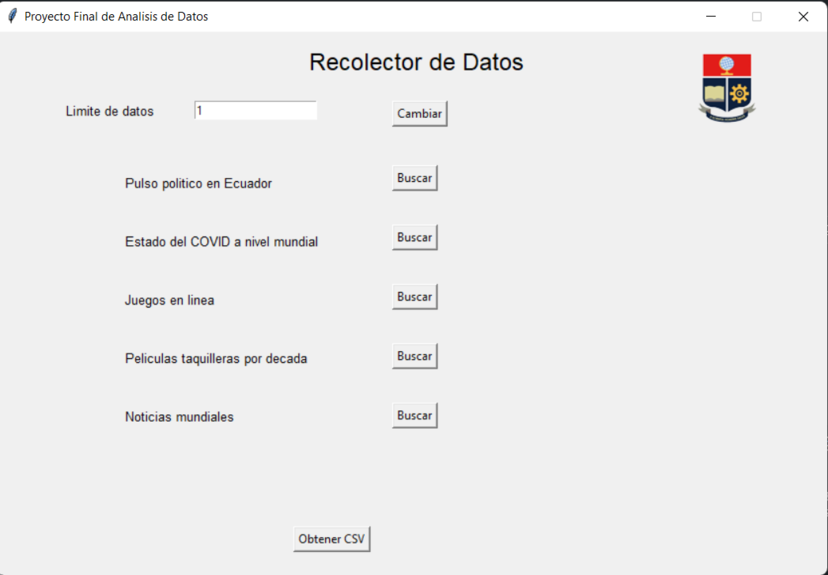 Proyecto Final de Analisis de Datos
Recolector de Datos
Limite de datos 1 Cambiar
Pulso politico en Ecuador Buscar
Estado del COVID a nivel mundial Buscar
Juegos en linea Buscar
Peliculas taquilleras por decada Buscar
Noticias mundiales Buscar
Obtener CSV